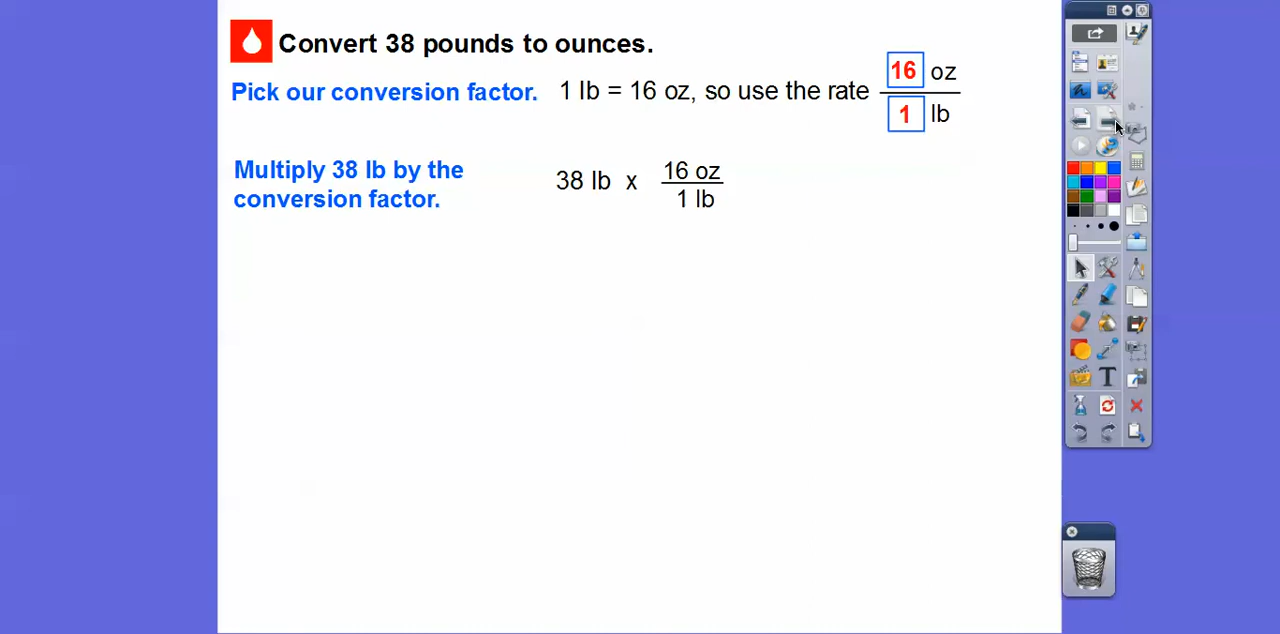 Convert 38 pounds to ounces.
Pick our conversion factor. 1 lb = 16 oz, so use the rate 16 oz
1 lb
Multiply 38 lb by the
conversion factor.
38 lb x 16 oz
1 lb
T